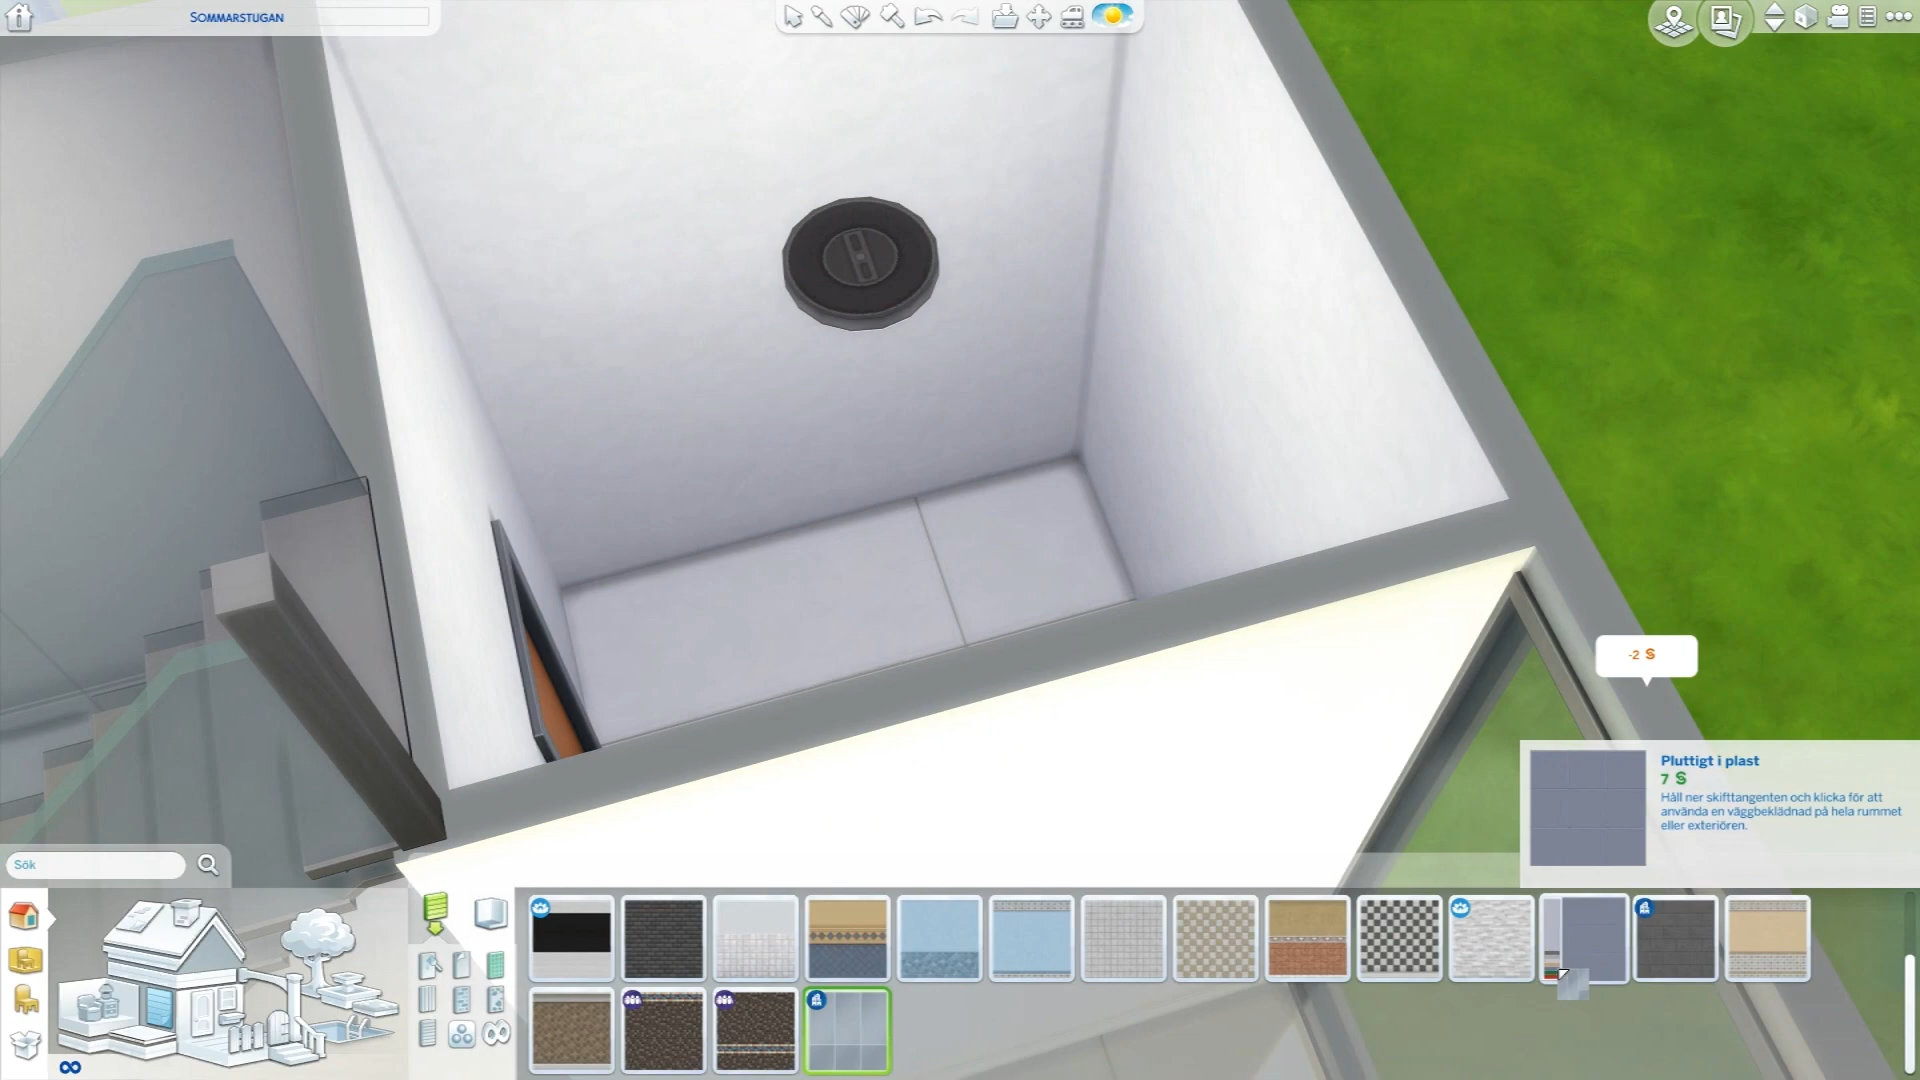 SOMMARSTUGAN
-2 §
Pluttigt i plast
7 §
Håll ner skifttangenten och klicka för att
använda en väggbeklädnad på hela rummet
eller exteriören.
Sök